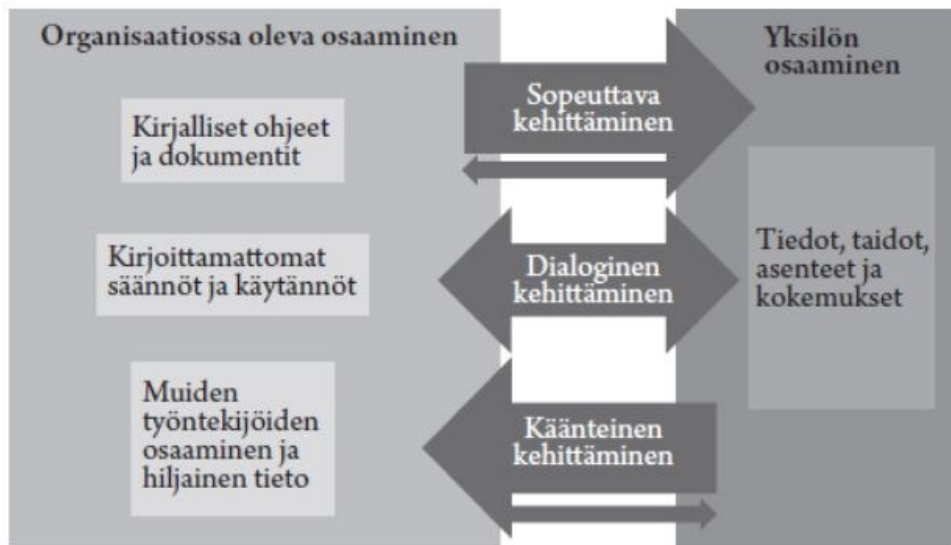 Organisaatiossa oleva osaaminen
Kirjalliset ohjeet
ja dokumentit
Kirjoittamattomat
säännöt ja käytännöt
Muiden
työntekijöiden
osaaminen ja
hiljainen tieto
Sopeuttava
kehittäminen
Dialoginen
kehittäminen
Käänteinen
kehittäminen
Yksilön
osaaminen
Tiedot, taidot,
asenteet ja
kokemukset